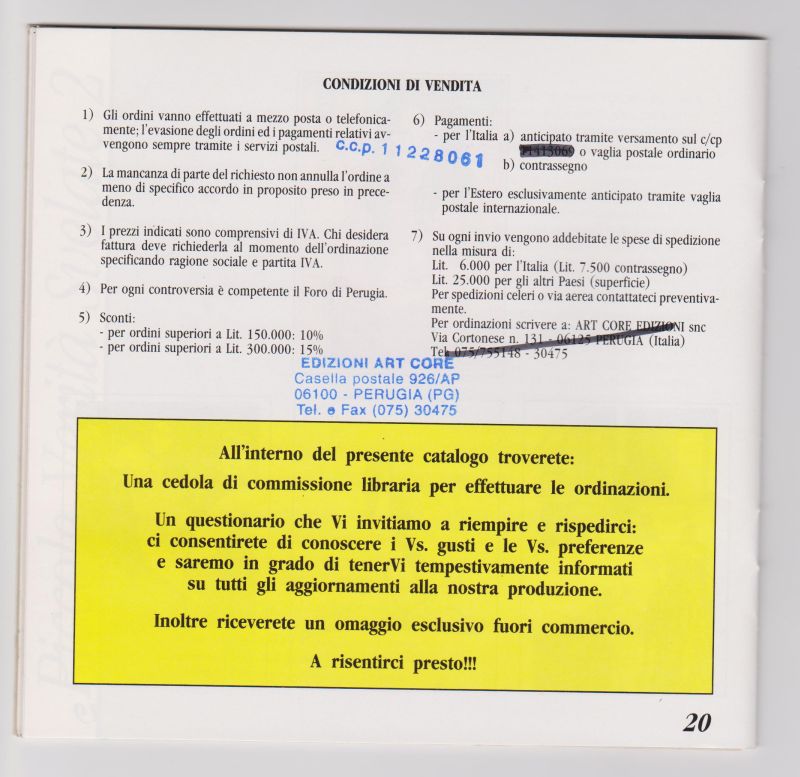 CONDIZIONI DI VENDITA
1) Gli ordini vanno effettuati a mezzo posta o telefonica-
mente; l'evasione degli ordini ed i pagamenti relativi av-
vengono sempre tramite i servizi postali.
c.c.p. 11228061
2) La mancanza di parte del richiesto non annulla l'ordine a
meno di specifico accordo in proposito preso in prece-
denza.
3) I prezzi indicati sono comprensivi di IVA. Chi desidera
fattura deve richiederla al momento dell'ordinazione
specificando ragione sociale e partita IVA.
4) Per ogni controversia è competente il Foro di Perugia.
5) Sconti:
- per ordini superiori a Lit. 150.000: 10%
- per ordini superiori a Lit. 300.000: 15%
6) Pagamenti:
- per l'Italia a) anticipato tramite versamento sul c/cp
o vaglia postale ordinario
b) contrassegno
- per l'Estero esclusivamente anticipato tramite vaglia
postale internazionale.
7) Su ogni invio vengono addebitate le spese di spedizione
nella misura di:
Lit. 6.000 per l'Italia (Lit. 7.500 contrassegno)
Lit. 25.000 per gli altri Paesi (superficie)
Per spedizioni celeri o via aerea contattateci preventiva-
mente.
Per ordinazioni scrivere a: ART CORE EDIZIONI snc
Via Cortonese n. 131 - 06125 PERUGIA (Italia)
Tel. 075/755148 - 30475
EDIZIONI ART CORE
Casella postale 926/AP
06100 - PERUGIA (PG)
Tel. e Fax (075) 30475
All'interno del presente catalogo troverete:
Una cedola di commissione libraria per effettuare le ordinazioni.
Un questionario che Vi invitiamo a riempire e rispedirci:
ci consentirete di conoscere i Vs. gusti e le Vs. preferenze
e saremo in grado di tenerVi tempestivamente informati
su tutti gli aggiornamenti alla nostra produzione.
Inoltre riceverete un omaggio esclusivo fuori commercio.
A risentirci presto!!!
20